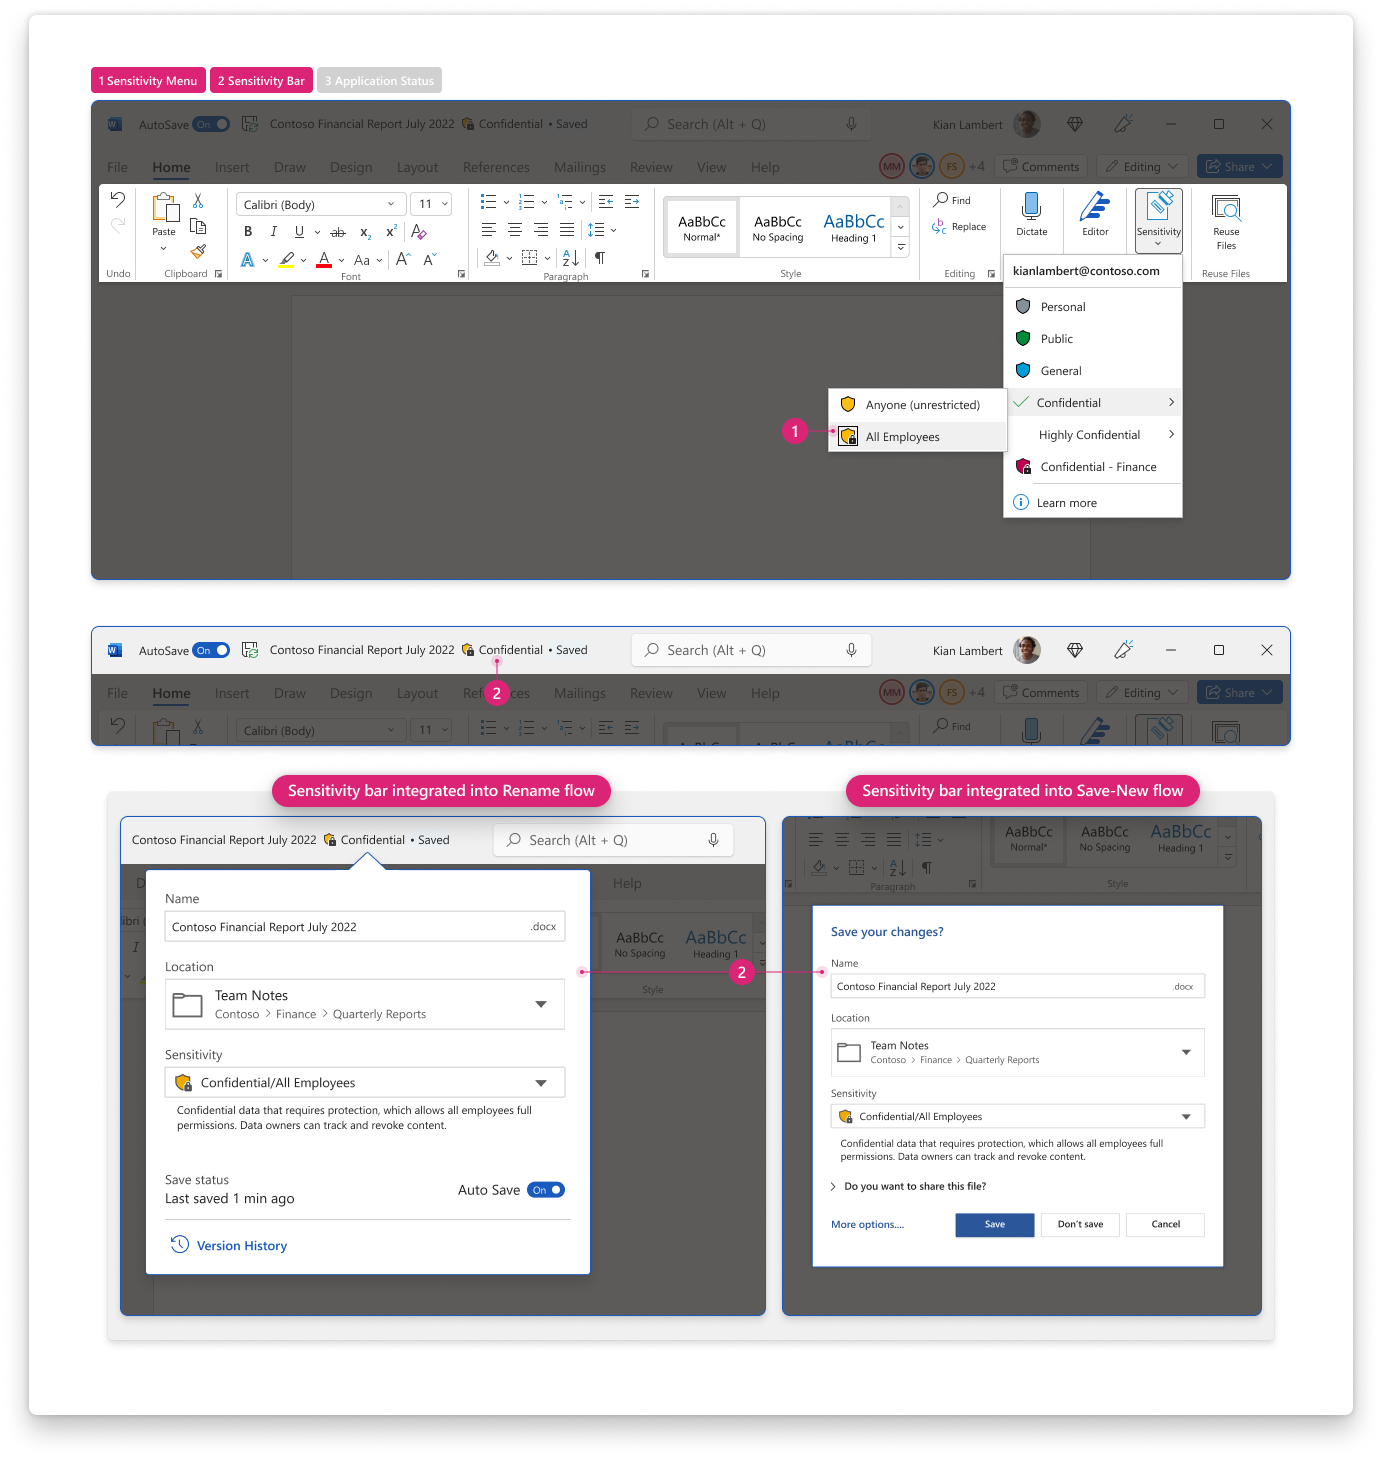 1 Sensitivity Menu 2 Sensitivity Bar 3 Application Status
AutoSave On Contoso Financial Report July 2022 Confidential • Saved Search (Alt + Q) Kian Lambert
File Home Insert Draw Design Layout References Mailings Review View Help MM FS +4 Comments Editing Share
Paste
Calibri (Body) 11
B I U ab x₂ x² A
A A Aa A A
AaBbCc AaBbCc AaBbCc
Normal* No Spacing Heading 1
Find
Replace
Dictate Editor Sensitivity Reuse
Files
Undo Clipboard Font Paragraph Style Editing Reuse Files
kianlambert@contoso.com
Personal
Public
General
Confidential
Highly Confidential
Confidential - Finance
Learn more
Anyone (unrestricted)
1 All Employees
AutoSave On Contoso Financial Report July 2022 Confidential • Saved Search (Alt + Q) Kian Lambert
File Home Insert Draw Design Layout 2 Mailings Review View Help MM FS +4 Comments Editing Share
Calibri (Body) 11 Find
Sensitivity bar integrated into Rename flow
Contoso Financial Report July 2022 Confidential • Saved Search (Alt + Q)
Help
AaBbCc AaBbCc
No Spacing Heading 1
Style
Name
Contoso Financial Report July 2022 .docx
Location
Team Notes
Contoso > Finance > Quarterly Reports
Sensitivity
Confidential/All Employees
Confidential data that requires protection, which allows all employees full
permissions. Data owners can track and revoke content.
Save status
Last saved 1 min ago
Auto Save On
Version History
2
Sensitivity bar integrated into Save-New flow
AaBbCc AaBbCc AaBbCc
Normal* No Spacing Heading 1
Paragraph Style
Save your changes?
Name
Contoso Financial Report July 2022 .docx
Location
Team Notes
Contoso > Finance > Quarterly Reports
Sensitivity
Confidential/All Employees
Confidential data that requires protection, which allows all employees full
permissions. Data owners can track and revoke content.
Do you want to share this file?
More options.... Save Don't save Cancel